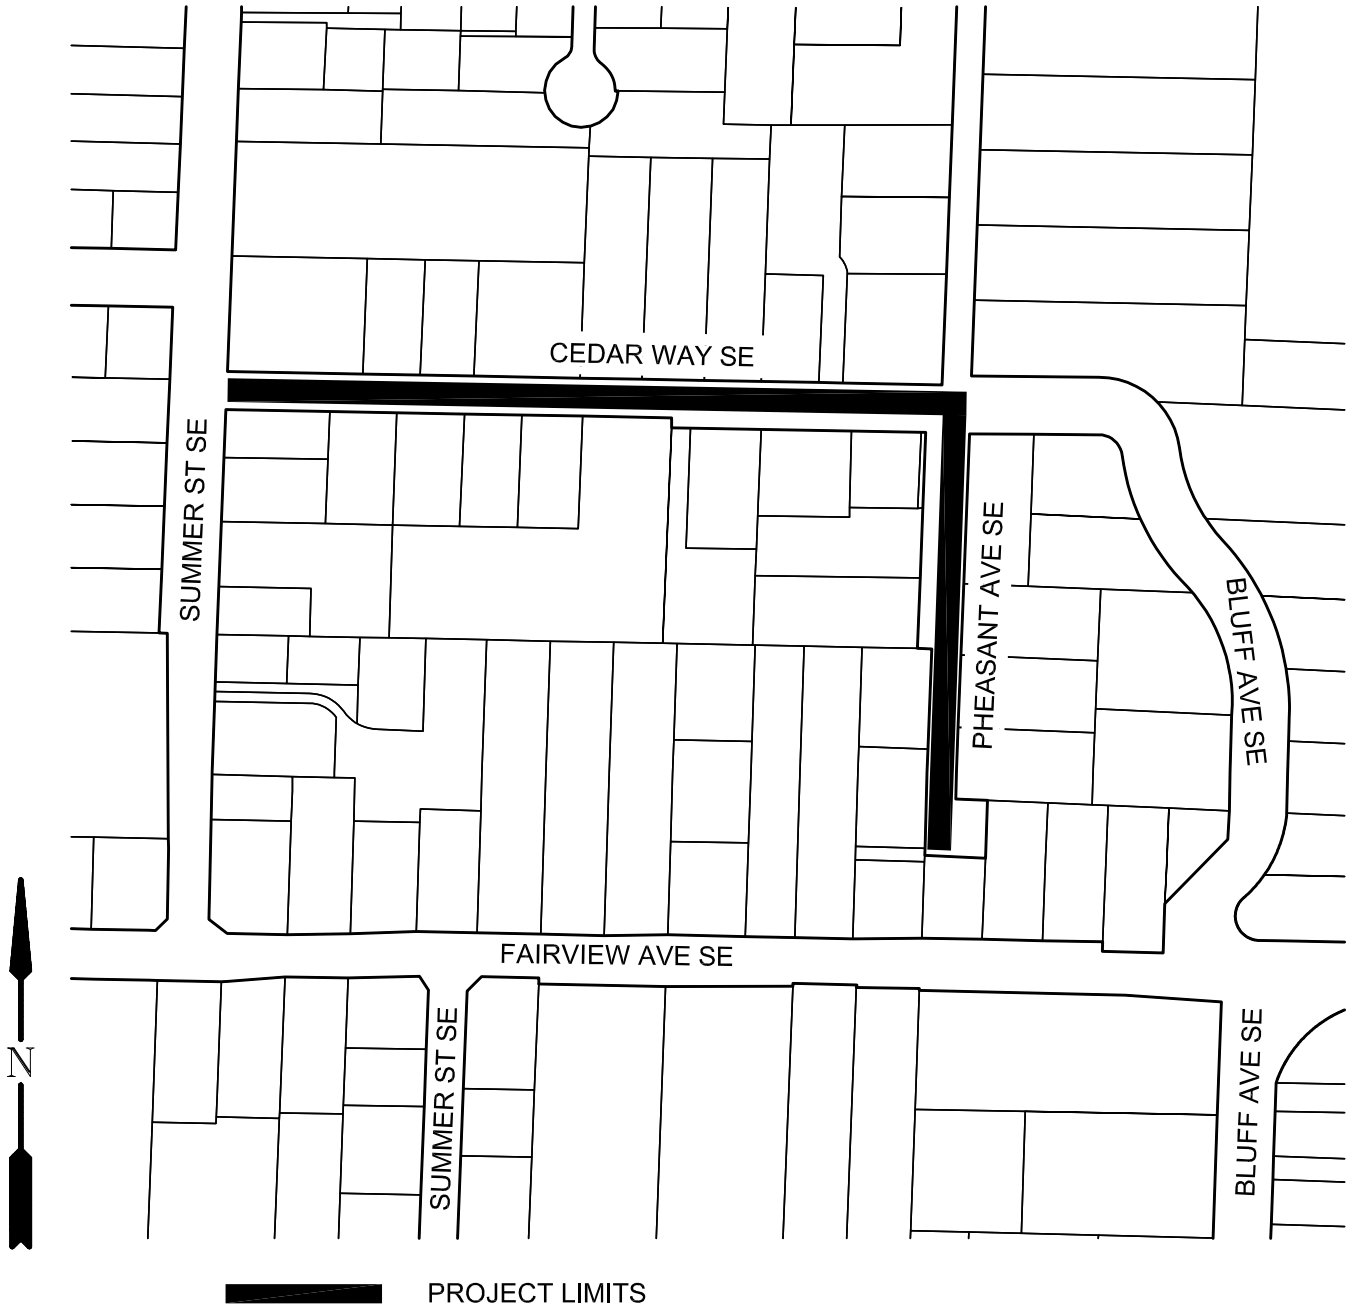 CEDAR WAY SE
SUMMER ST SE
PHEASANT AVE SE
BLUFF AVE SE
FAIRVIEW AVE SE
SUMMER ST SE
BLUFF AVE SE
N
PROJECT LIMITS